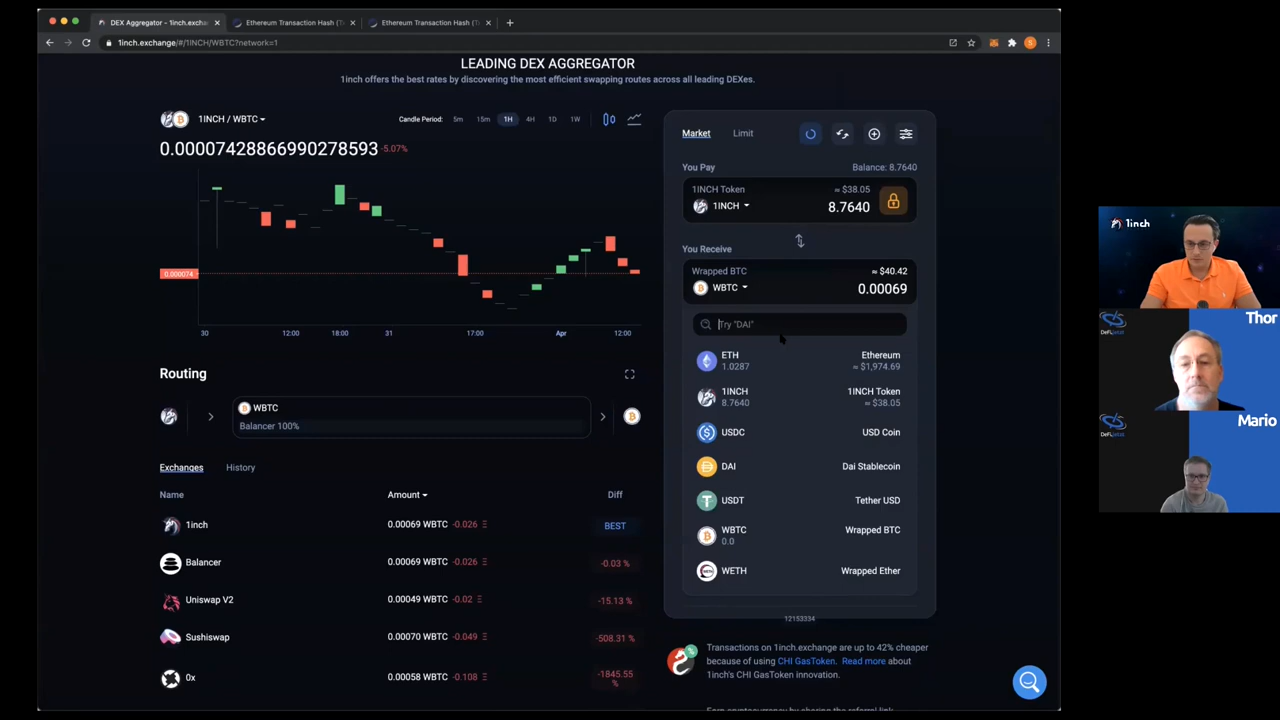 DEX Aggregator - 1inch.exchan
Ethereum Transaction Hash (T
Ethereum Transaction Hash (T
1inch.exchange/#/1INCH/WBTC?network=1
LEADING DEX AGGREGATOR
1inch offers the best rates by discovering the most efficient swapping routes across all leading DEXes.
1INCH / WBTC
Candle Period: 5m 15m 1H 4H 1D 1W
0.00007428866990278593 -5.07%
0.000074
30 12:00 18:00 31 17:00 Apr 12:00
Routing
WBTC
Balancer 100%
Exchanges History
Name Amount Diff
1inch 0.00069 WBTC -0.026 Ξ BEST
Balancer 0.00069 WBTC -0.026 Ξ -0.03 %
Uniswap V2 0.00049 WBTC -0.02 Ξ -15.13 %
Sushiswap 0.00070 WBTC -0.049 Ξ -508.31 %
0x 0.00058 WBTC -0.108 Ξ -1845.55
%
Market Limit
You Pay Balance: 8.7640
1INCH Token ≈ $38.05
1INCH 8.7640
You Receive
Wrapped BTC ≈ $40.42
WBTC 0.00069
Try "DAI"
ETH Ethereum
1.0287 ≈ $1,974.69
1INCH 1INCH Token
8.7640 ≈ $38.05
USDC USD Coin
DAI Dai Stablecoin
USDT Tether USD
WBTC Wrapped BTC
0.0
WETH Wrapped Ether
12153334
Transactions on 1inch.exchange are up to 42% cheaper
because of using CHI GasToken. Read more about
1inch's CHI GasToken innovation.
Earn cryptocurrency by sharing the referral link
1inch
Thor
Mario